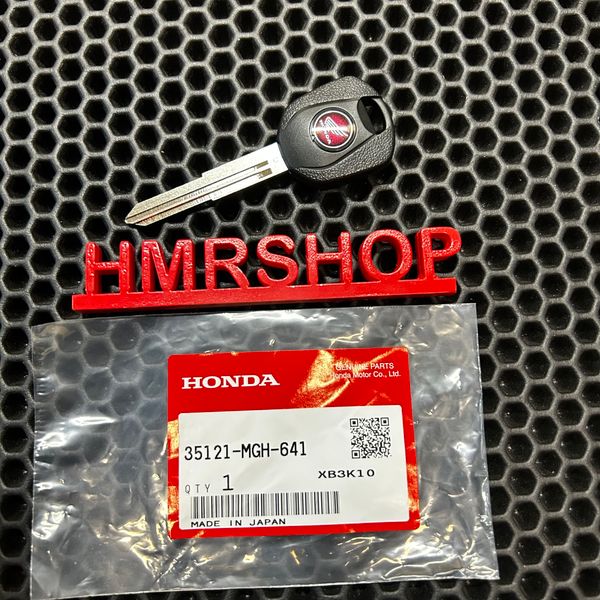 HMRSHOP
GENUINE PARTS
HONDA
Honda Motor Co., Ltd.
35121-MGH-641
XB3K10
QTY 1
MADE IN JAPAN